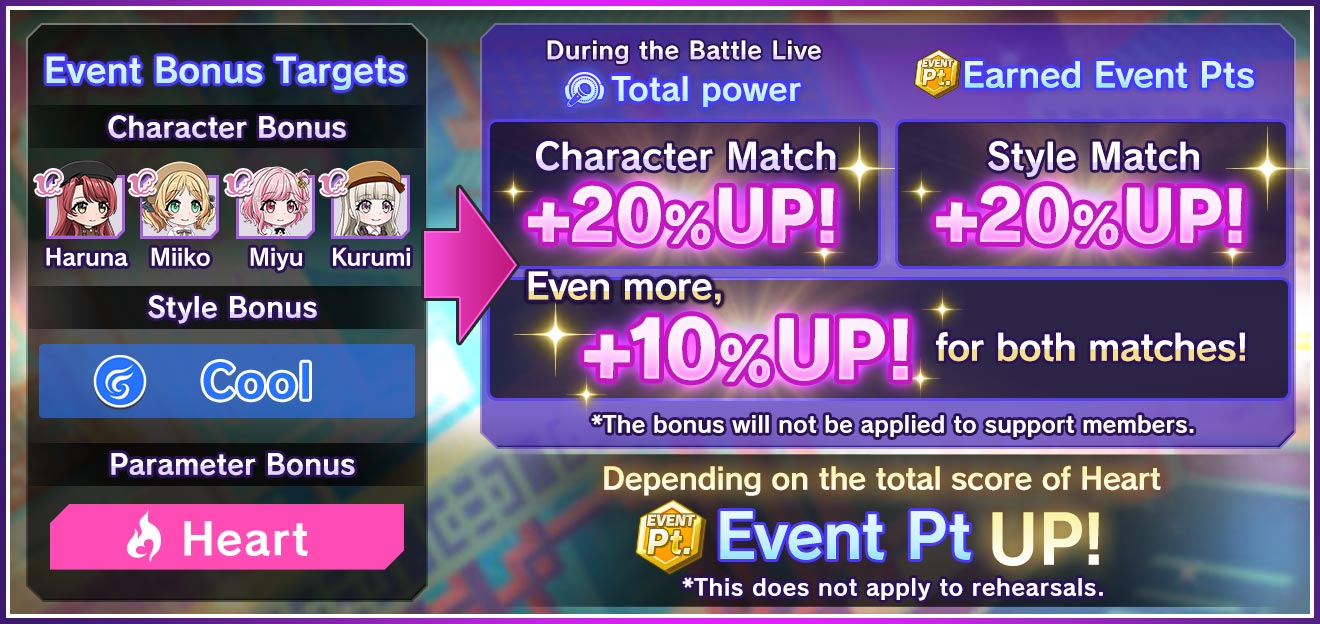 Event Bonus Targets
Character Bonus
Haruna
Miiko
Miyu
Kurumi
Style Bonus
Cool
Parameter Bonus
Heart
During the Battle Live
Total power
EVENT
Pt.
Earned Event Pts
Character Match
+20%UP!
Style Match
+20%UP!
Even more,
+10%UP! for both matches!
*The bonus will not be applied to support members.
Depending on the total score of Heart
EVENT
Pt.
Event Pt UP!
*This does not apply to rehearsals.